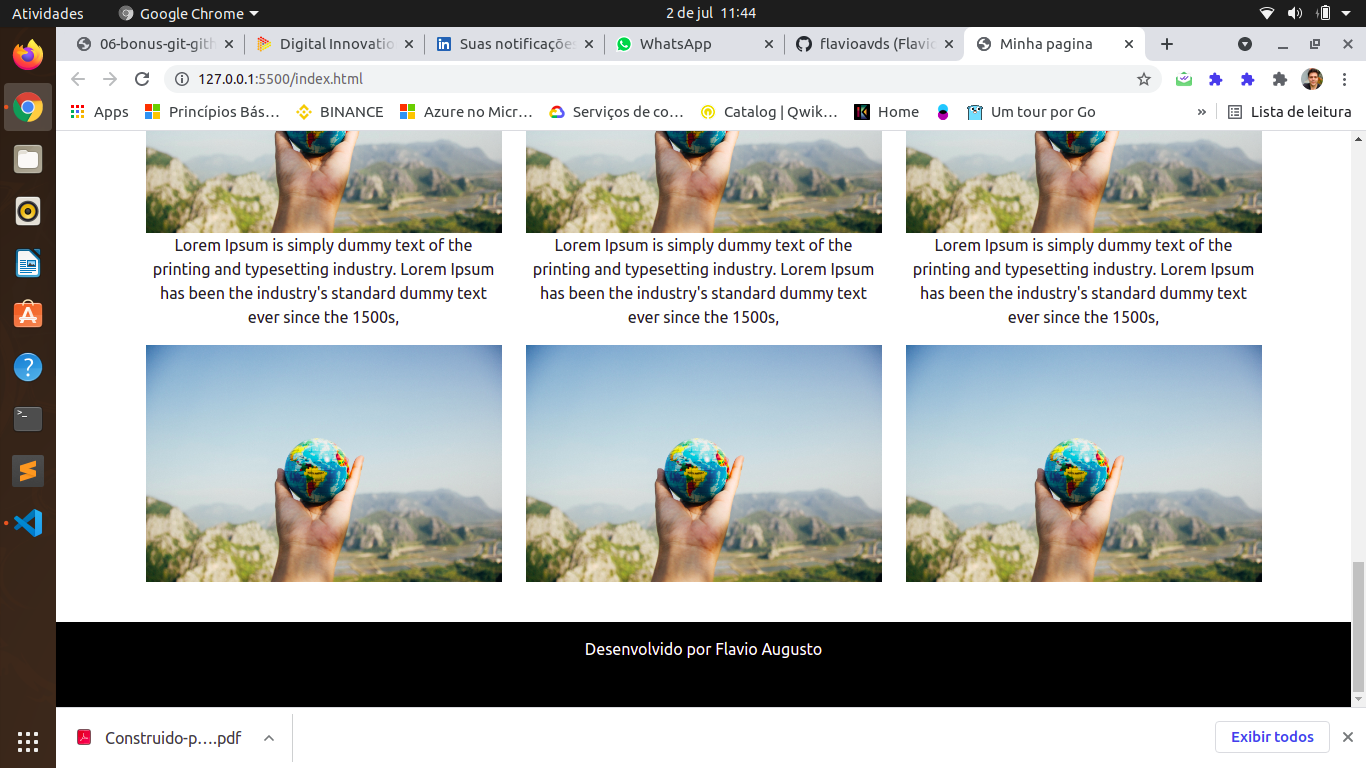 Atividades Google Chrome 2 de jul 11:44
06-bonus-git-gith Digital Innovatio Suas notificaçõe WhatsApp flavioavds (Flavio Minha pagina
127.0.0.1:5500/index.html
Apps Princípios Bás... BINANCE Azure no Micr... Serviços de co... Catalog | Qwik... Home Um tour por Go » Lista de leitura
Lorem Ipsum is simply dummy text of the
printing and typesetting industry. Lorem Ipsum
has been the industry's standard dummy text
ever since the 1500s,
Lorem Ipsum is simply dummy text of the
printing and typesetting industry. Lorem Ipsum
has been the industry's standard dummy text
ever since the 1500s,
Lorem Ipsum is simply dummy text of the
printing and typesetting industry. Lorem Ipsum
has been the industry's standard dummy text
ever since the 1500s,
Desenvolvido por Flavio Augusto
Construido-p....pdf Exibir todos